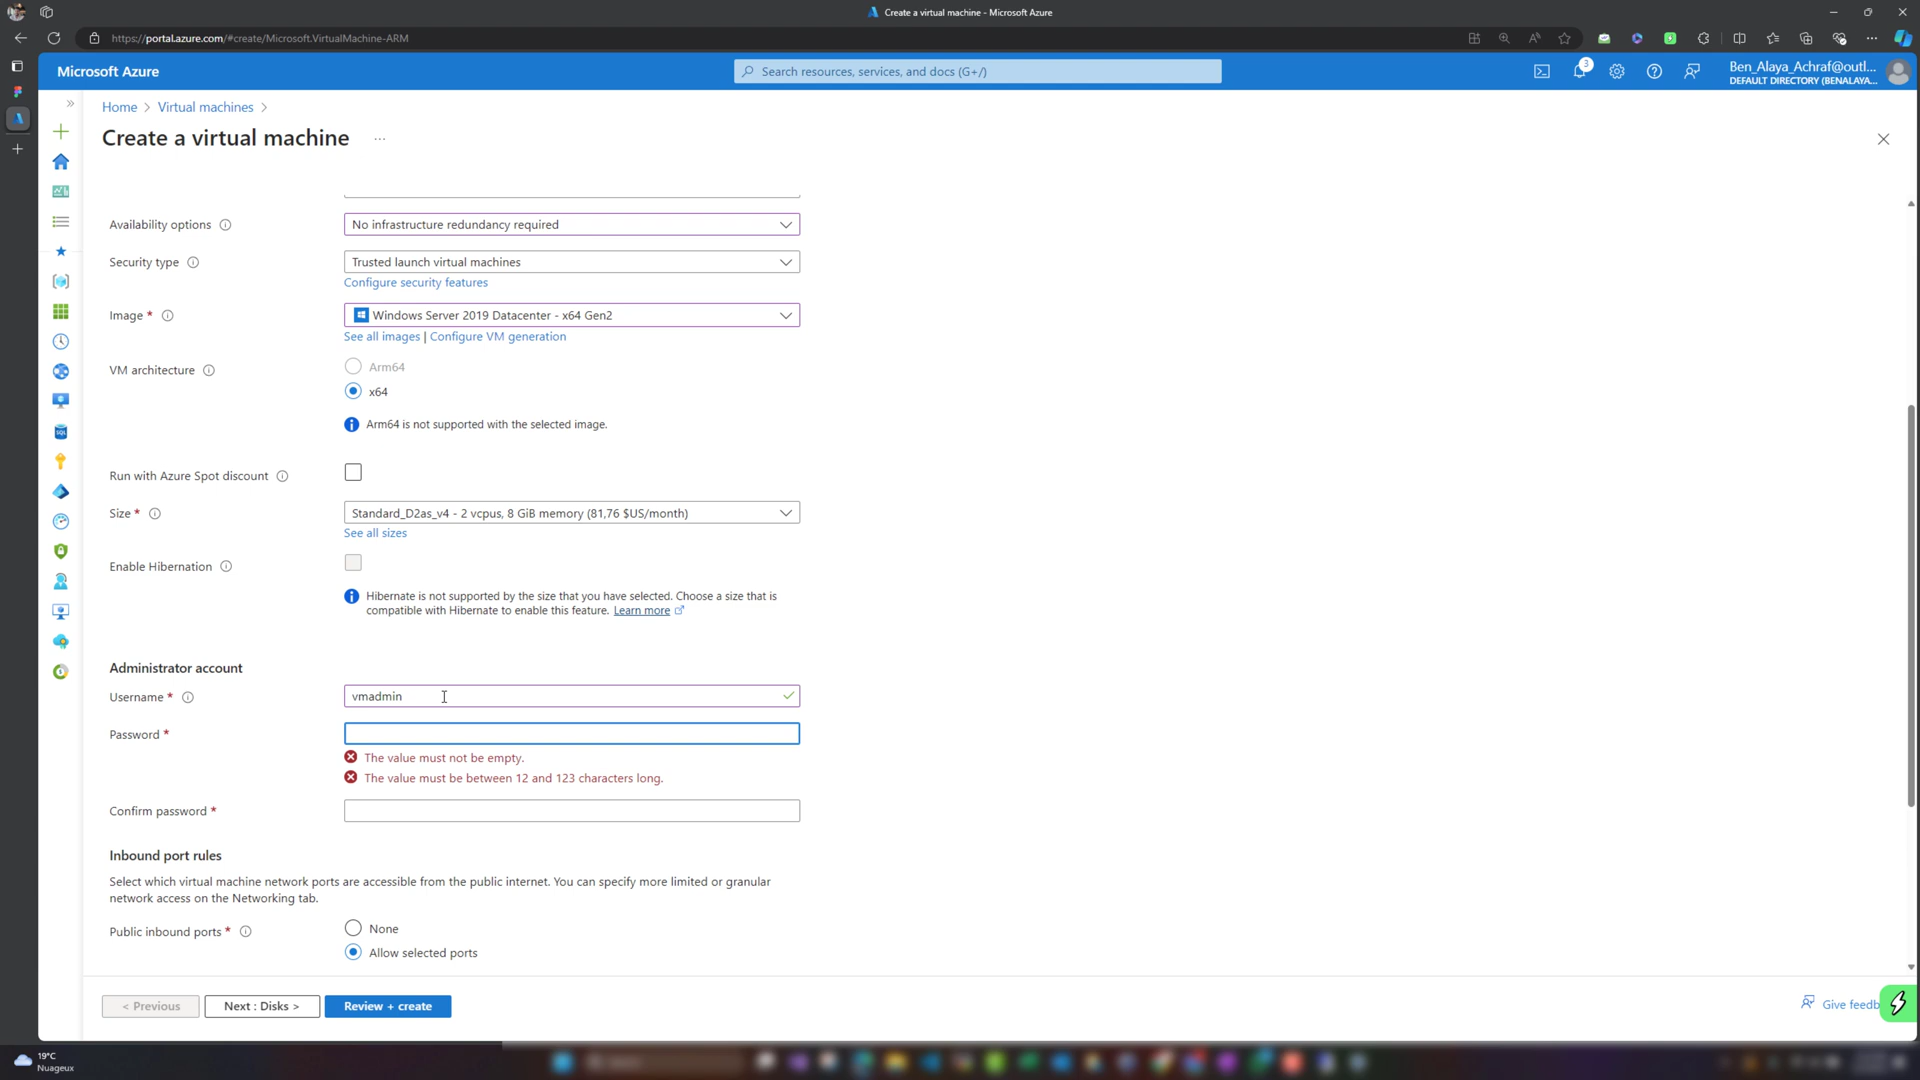 Create a virtual machine - Microsoft Azure
https://portal.azure.com/#create/Microsoft.VirtualMachine-ARM
Microsoft Azure
Search resources, services, and docs (G+/)
3
Ben_Alaya_Achraf@outl...
DEFAULT DIRECTORY (BENALAYA...
Home > Virtual machines >
Create a virtual machine ...
Availability options
No infrastructure redundancy required
Security type
Trusted launch virtual machines
Configure security features
Image *
Windows Server 2019 Datacenter - x64 Gen2
See all images | Configure VM generation
VM architecture
Arm64
x64
Arm64 is not supported with the selected image.
Run with Azure Spot discount
Size *
Standard_D2as_v4 - 2 vcpus, 8 GiB memory (81,76 $US/month)
See all sizes
Enable Hibernation
Hibernate is not supported by the size that you have selected. Choose a size that is
compatible with Hibernate to enable this feature. Learn more
Administrator account
Username *
vmadmin
Password *
The value must not be empty.
The value must be between 12 and 123 characters long.
Confirm password *
Inbound port rules
Select which virtual machine network ports are accessible from the public internet. You can specify more limited or granular
network access on the Networking tab.
Public inbound ports *
None
Allow selected ports
< Previous
Next : Disks >
Review + create
Give feedb
19°C
Nuageux